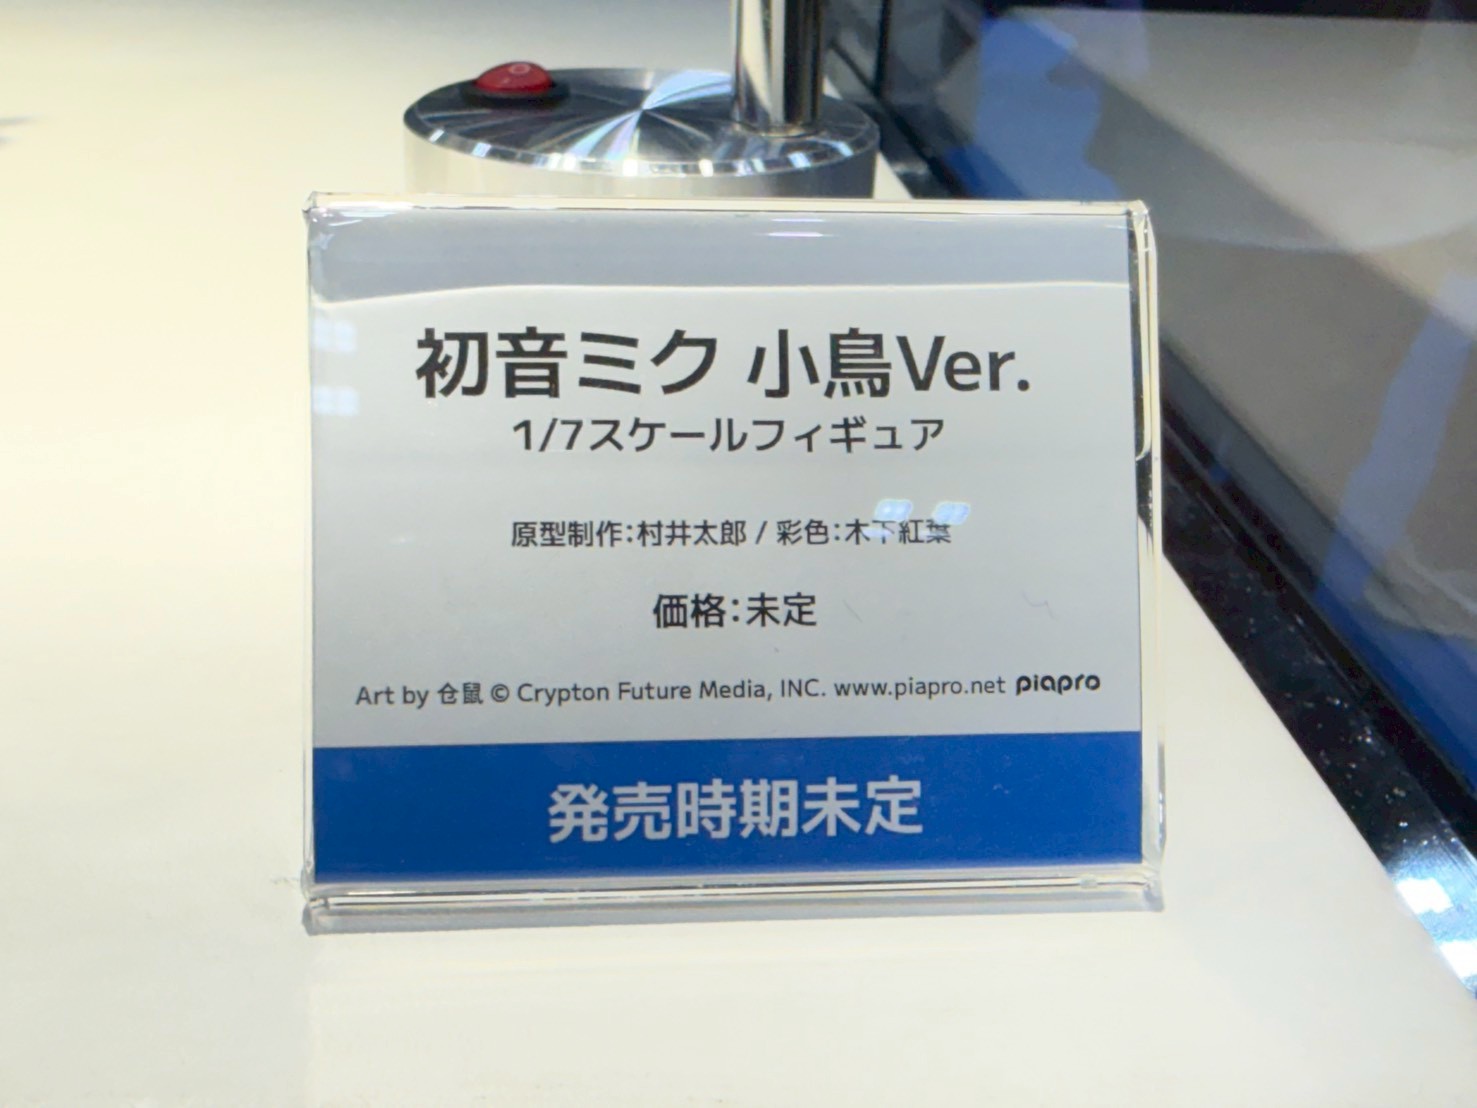 初音ミク 小鳥Ver.
1/7スケールフィギュア
原型制作:村井太郎 / 彩色:木下紅葉
価格:未定
Art by 仓鼠 © Crypton Future Media, INC. www.piapro.net piapro
発売時期未定